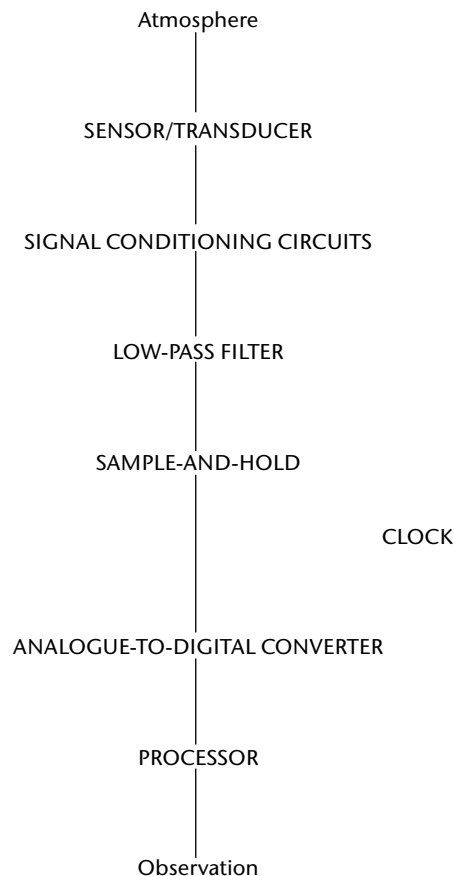 Atmosphere
SENSOR/TRANSDUCER
SIGNAL CONDITIONING CIRCUITS
LOW-PASS FILTER
SAMPLE-AND-HOLD
CLOCK
ANALOGUE-TO-DIGITAL CONVERTER
PROCESSOR
Observation